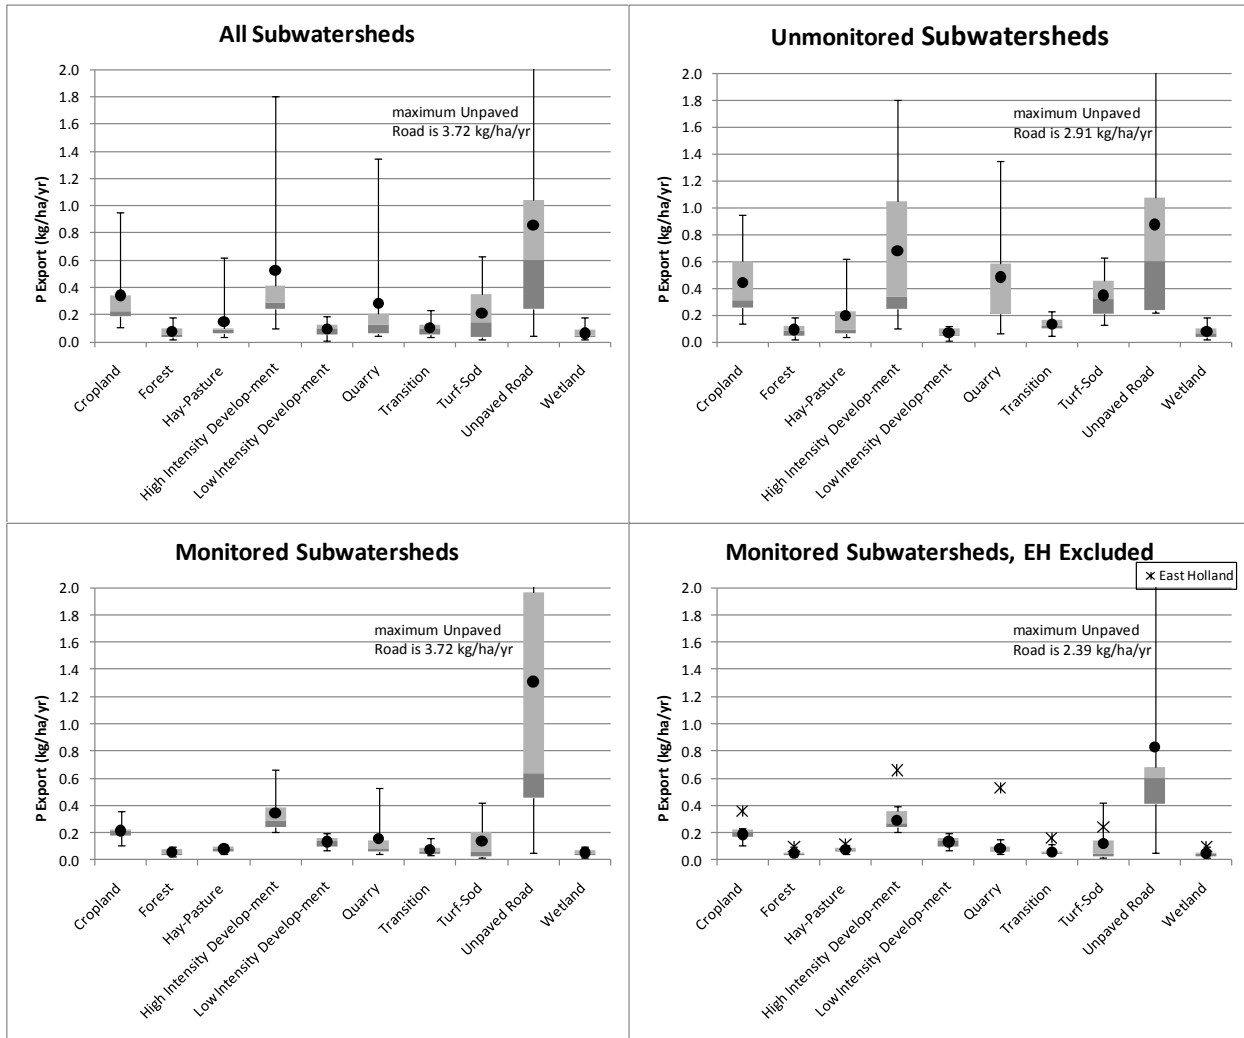 All Subwatersheds
maximum Unpaved
Road is 3.72 kg/ha/yr
P Export (kg/ha/yr)
2.0
1.8
1.6
1.4
1.2
1.0
0.8
0.6
0.4
0.2
0.0
Cropland
Forest
Hay-Pasture
High Intensity Develop-ment
Low Intensity Develop-ment
Quarry
Transition
Turf-Sod
Unpaved Road
Wetland
Unmonitored Subwatersheds
maximum Unpaved
Road is 2.91 kg/ha/yr
P Export (kg/ha/yr)
2.0
1.8
1.6
1.4
1.2
1.0
0.8
0.6
0.4
0.2
0.0
Cropland
Forest
Hay-Pasture
High Intensity Develop-ment
Low Intensity Develop-ment
Quarry
Transition
Turf-Sod
Unpaved Road
Wetland
Monitored Subwatersheds
maximum Unpaved
Road is 3.72 kg/ha/yr
P Export (kg/ha/yr)
2.0
1.8
1.6
1.4
1.2
1.0
0.8
0.6
0.4
0.2
0.0
Cropland
Forest
Hay-Pasture
High Intensity Develop-ment
Low Intensity Develop-ment
Quarry
Transition
Turf-Sod
Unpaved Road
Wetland
Monitored Subwatersheds, EH Excluded
East Holland
maximum Unpaved
Road is 2.39 kg/ha/yr
P Export (kg/ha/yr)
2.0
1.8
1.6
1.4
1.2
1.0
0.8
0.6
0.4
0.2
0.0
Cropland
Forest
Hay-Pasture
High Intensity Develop-ment
Low Intensity Develop-ment
Quarry
Transition
Turf-Sod
Unpaved Road
Wetland